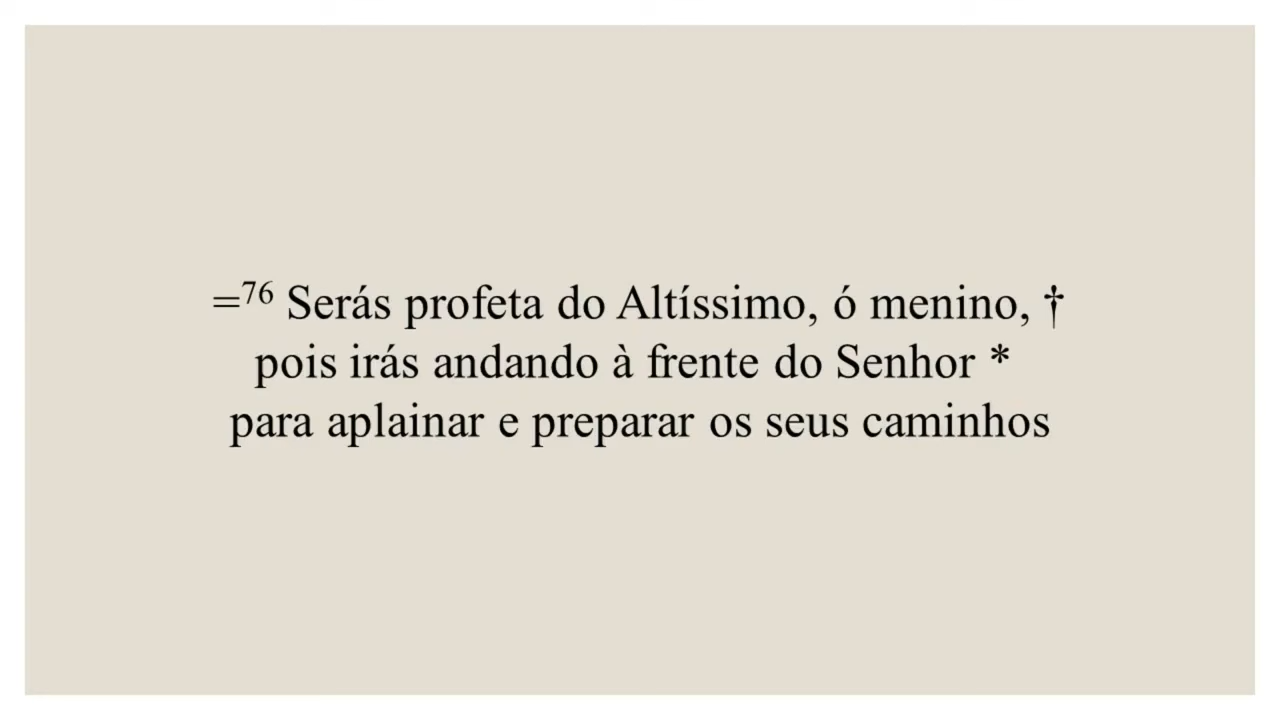 =76 Serás profeta do Altíssimo, ó menino, †
pois irás andando à frente do Senhor *
para aplainar e preparar os seus caminhos